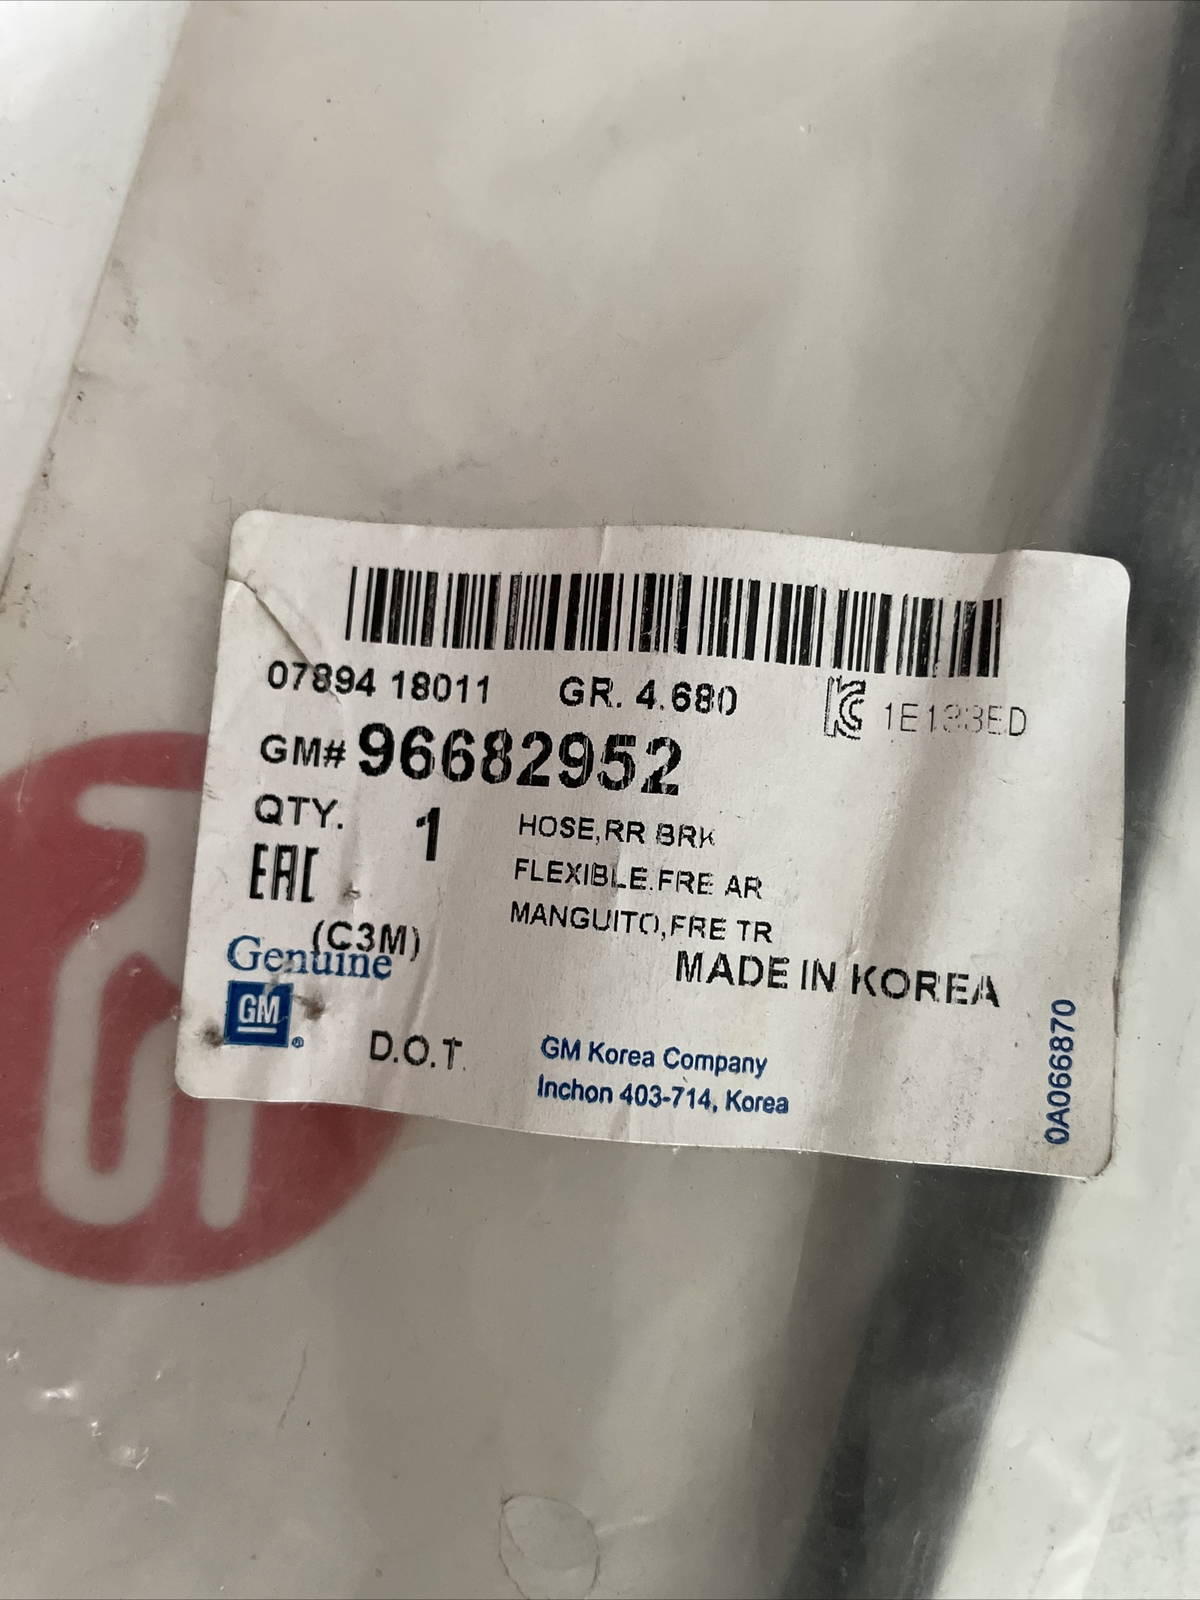 07894 18011 GR. 4.680
GM# 96682952
QTY. 1 HOSE,RR BRK
EAC FLEXIBLE.FRE AR
MANGUITO,FRE TR
(C3M)
Genuine MADE IN KOREA
GM®
D.O.T. GM Korea Company
Inchon 403-714, Korea
0A066870